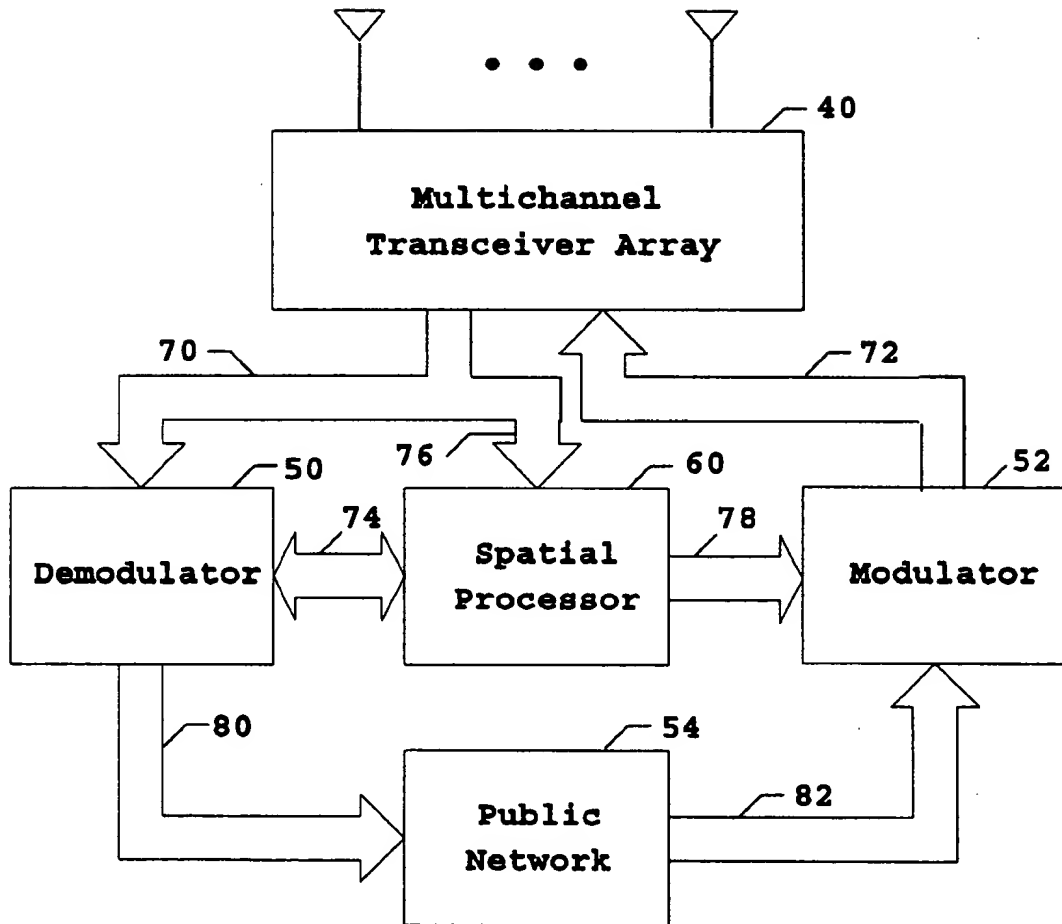 40
Multichannel
Transceiver Array
70
72
76
50
60
52
74
78
Demodulator
Spatial
Processor
Modulator
80
54
82
Public
Network